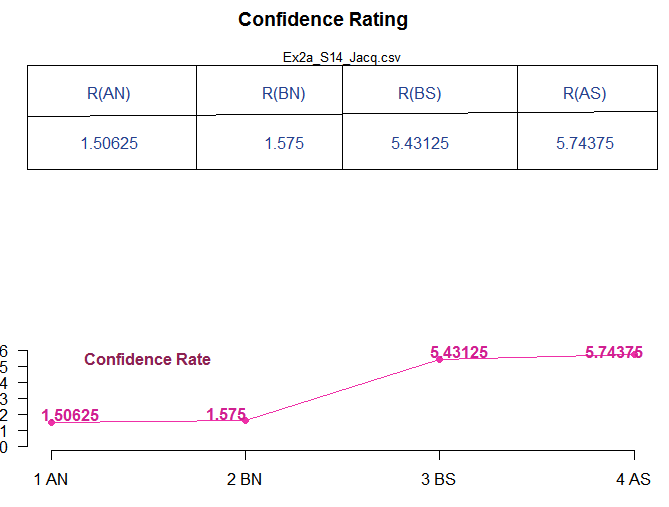 Confidence Rating
Ex2a_S14_Jacq.csv
R(AN) R(BN) R(BS) R(AS)
1.50625 1.575 5.43125 5.74375
Confidence Rate
6
5
4
3
2
1
0
1.50625 1.575 5.43125 5.74375
1 AN 2 BN 3 BS 4 AS